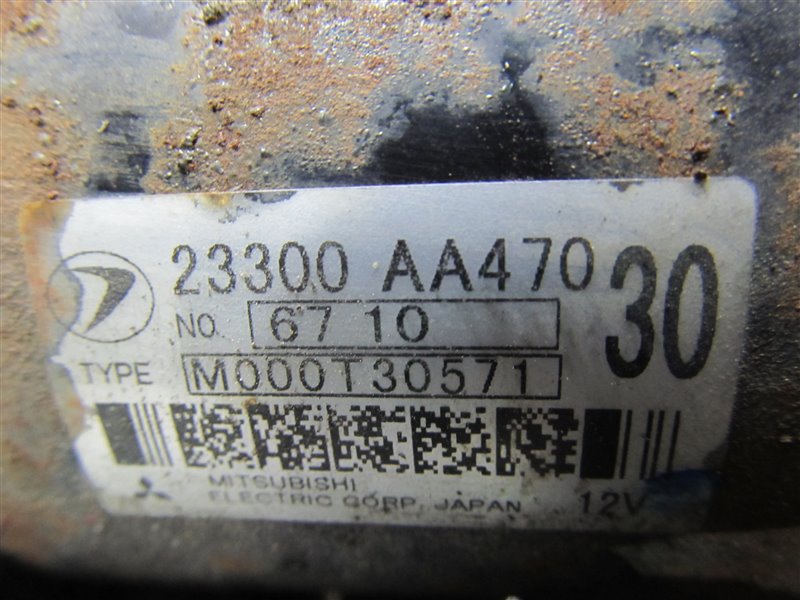 23300 AA470
30
No. 67 10
TYPE M000T30571
MITSUBISHI
ELECTRIC CORP. JAPAN 12V